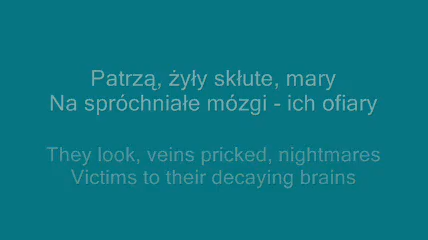 Patrzą, żyły skłute, mary
Na spróchniałe mózgi - ich ofiary
They look, veins pricked, nightmares
Victims to their decaying brains